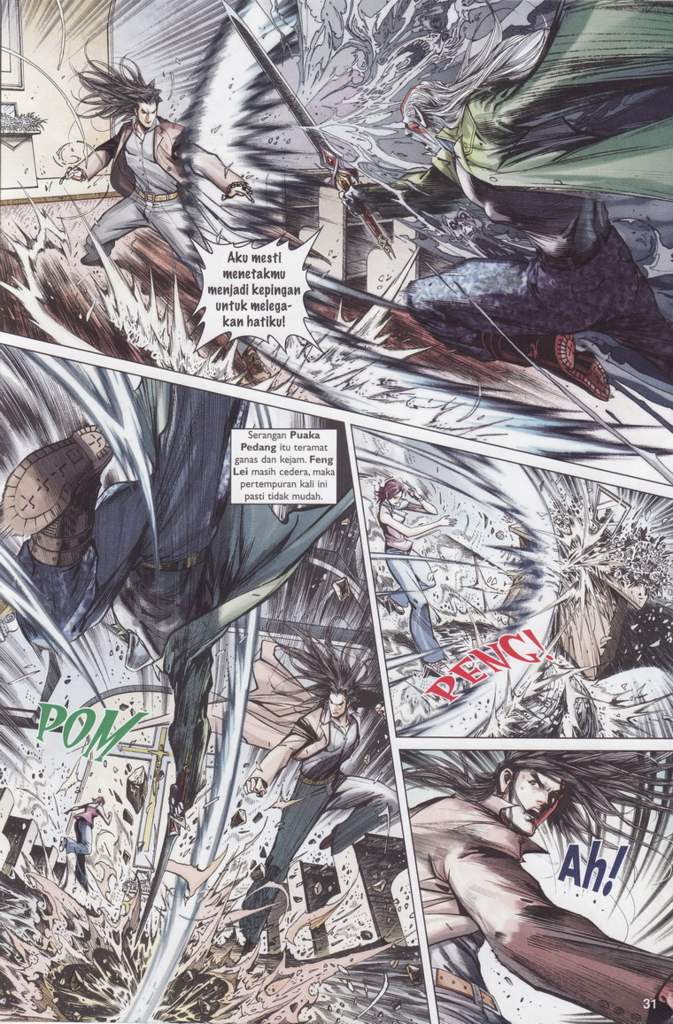 Aku mesti
menetakmu
menjadi kepingan
untuk melega-
kan hatiku!
Serangan Puaka
Pedang itu teramat
ganas dan kejam. Feng
Lei masih cedera, maka
pertempuran kali ini
pasti tidak mudah.
PENG!
POM
Ah!
31